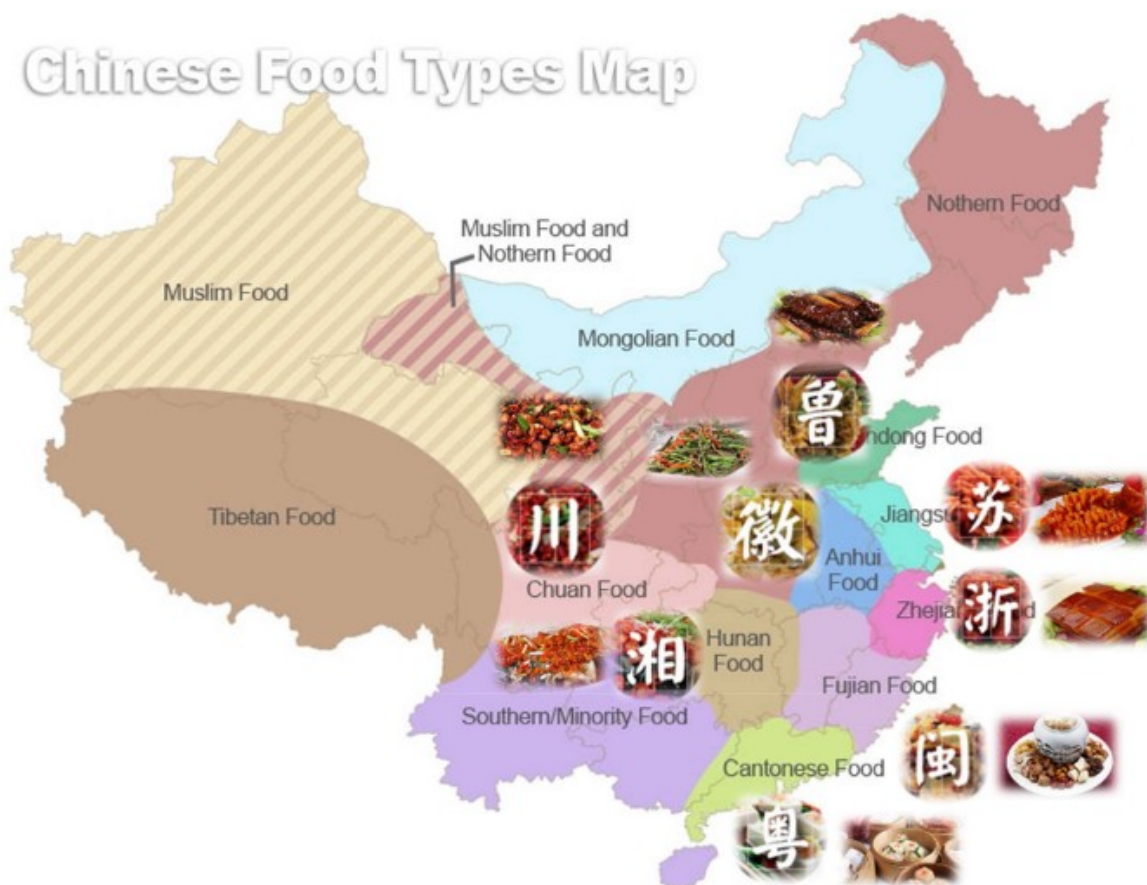 Chinese Food Types Map
Nothern Food
Muslim Food and
Nothern Food
Muslim Food
Mongolian Food
鲁
ndong Food
Tibetan Food
川
徽
Jiangsu
苏
Anhui
Food
Chuan Food
Zhejia
浙
湘
Hunan
Food
Fujian Food
Southern/Minority Food
Cantonese Food
闽
粤